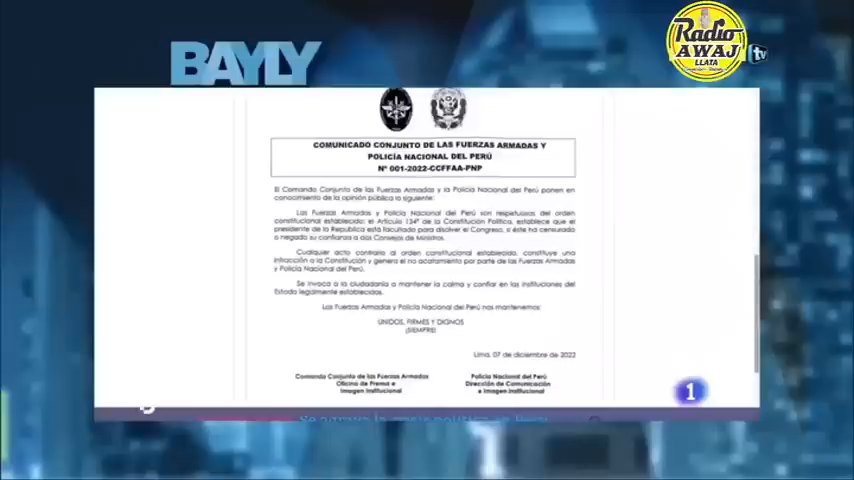 BAYLY
Radio
AWAJ
LLATA
tv
COMUNICADO CONJUNTO DE LAS FUERZAS ARMADAS Y
POLICÍA NACIONAL DEL PERÚ
Nº 001-2022-CCFFAA-PNP
El Comando Conjunto de las Fuerzas Armadas y la Policía Nacional del Perú ponen en
conocimiento de la opinión pública lo siguiente:
Las Fuerzas Armadas y Policía Nacional del Perú son respetuosas del orden
constitucional establecido; el Artículo 134º de la Constitución Política, establece que el
presidente de la República está facultado para disolver el Congreso, si éste ha censurado
o negado su confianza a dos Consejos de Ministros.
Cualquier acto contrario al orden constitucional establecido, constituye una
infracción a la Constitución y genera el no acatamiento por parte de las Fuerzas Armadas
y Policía Nacional del Perú.
Se invoca a la ciudadanía a mantener la calma y confiar en las instituciones del
Estado legalmente establecidas.
Las Fuerzas Armadas y Policía Nacional del Perú nos mantenemos:
UNIDOS, FIRMES Y DIGNOS
¡SIEMPRE!
Lima, 07 de diciembre de 2022
Comando Conjunto de las Fuerzas Armadas
Oficina de Prensa e
Imagen Institucional
Policía Nacional del Perú
Dirección de Comunicación
e Imagen Institucional
1